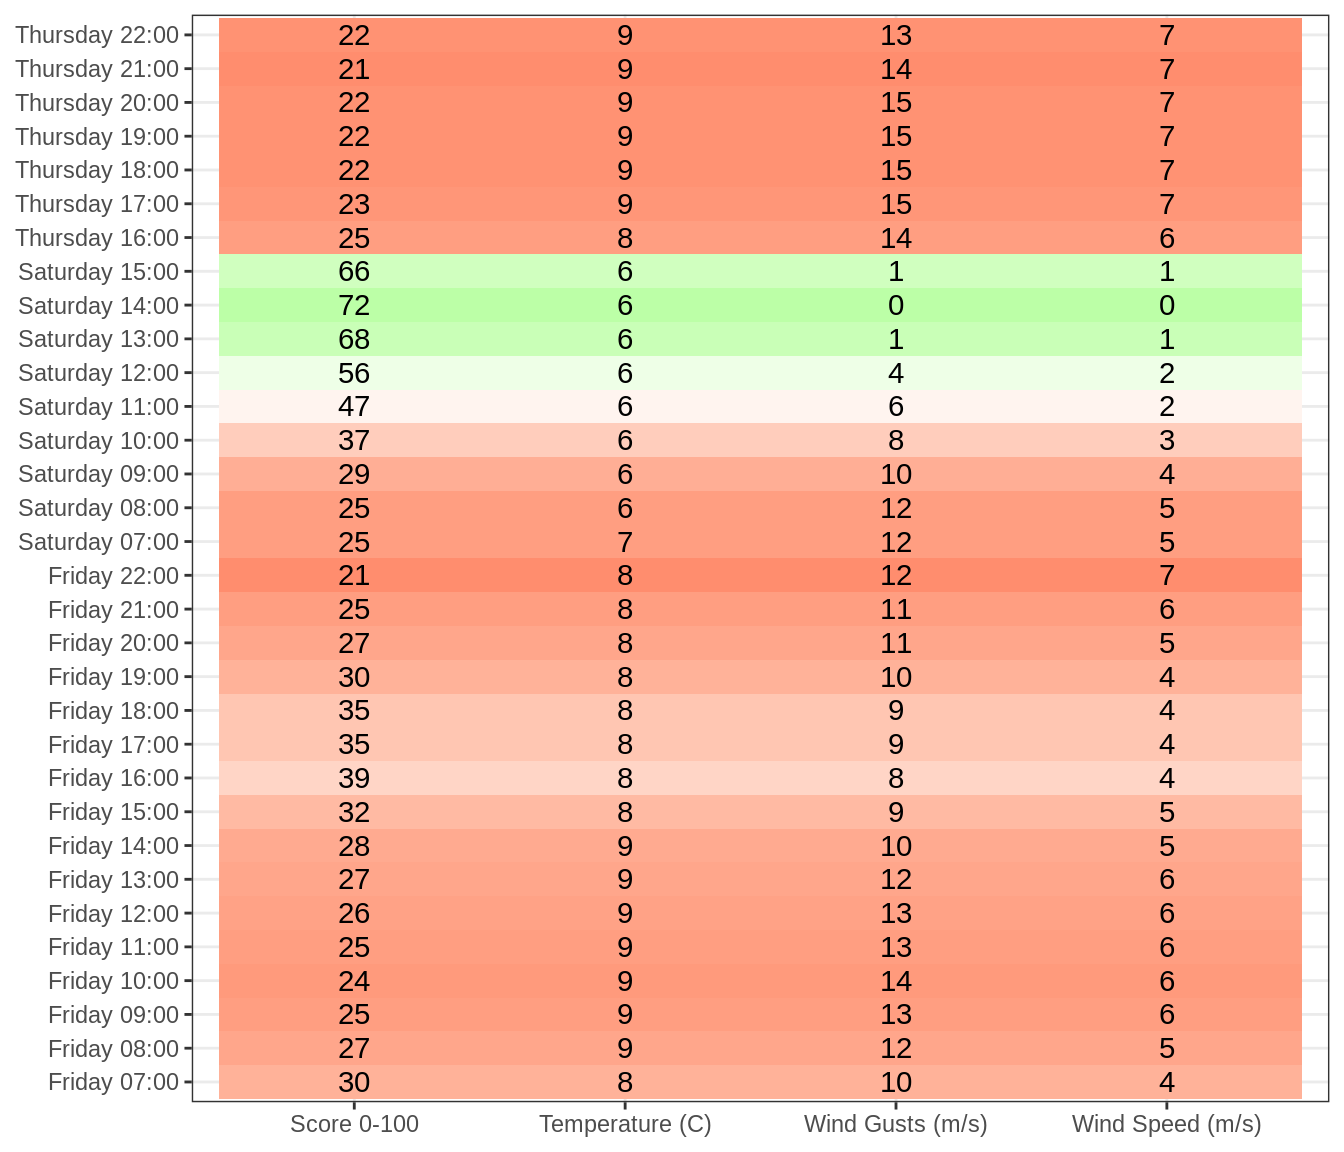 Thursday 22:00 22 9 13 7
Thursday 21:00 21 9 14 7
Thursday 20:00 22 9 15 7
Thursday 19:00 22 9 15 7
Thursday 18:00 22 9 15 7
Thursday 17:00 23 9 15 7
Thursday 16:00 25 8 14 6
Saturday 15:00 66 6 1 1
Saturday 14:00 72 6 0 0
Saturday 13:00 68 6 1 1
Saturday 12:00 56 6 4 2
Saturday 11:00 47 6 6 2
Saturday 10:00 37 6 8 3
Saturday 09:00 29 6 10 4
Saturday 08:00 25 6 12 5
Saturday 07:00 25 7 12 5
Friday 22:00 21 8 12 7
Friday 21:00 25 8 11 6
Friday 20:00 27 8 11 5
Friday 19:00 30 8 10 4
Friday 18:00 35 8 9 4
Friday 17:00 35 8 9 4
Friday 16:00 39 8 8 4
Friday 15:00 32 8 9 5
Friday 14:00 28 9 10 5
Friday 13:00 27 9 12 6
Friday 12:00 26 9 13 6
Friday 11:00 25 9 13 6
Friday 10:00 24 9 14 6
Friday 09:00 25 9 13 6
Friday 08:00 27 9 12 5
Friday 07:00 30 8 10 4
Score 0-100 Temperature (C) Wind Gusts (m/s) Wind Speed (m/s)